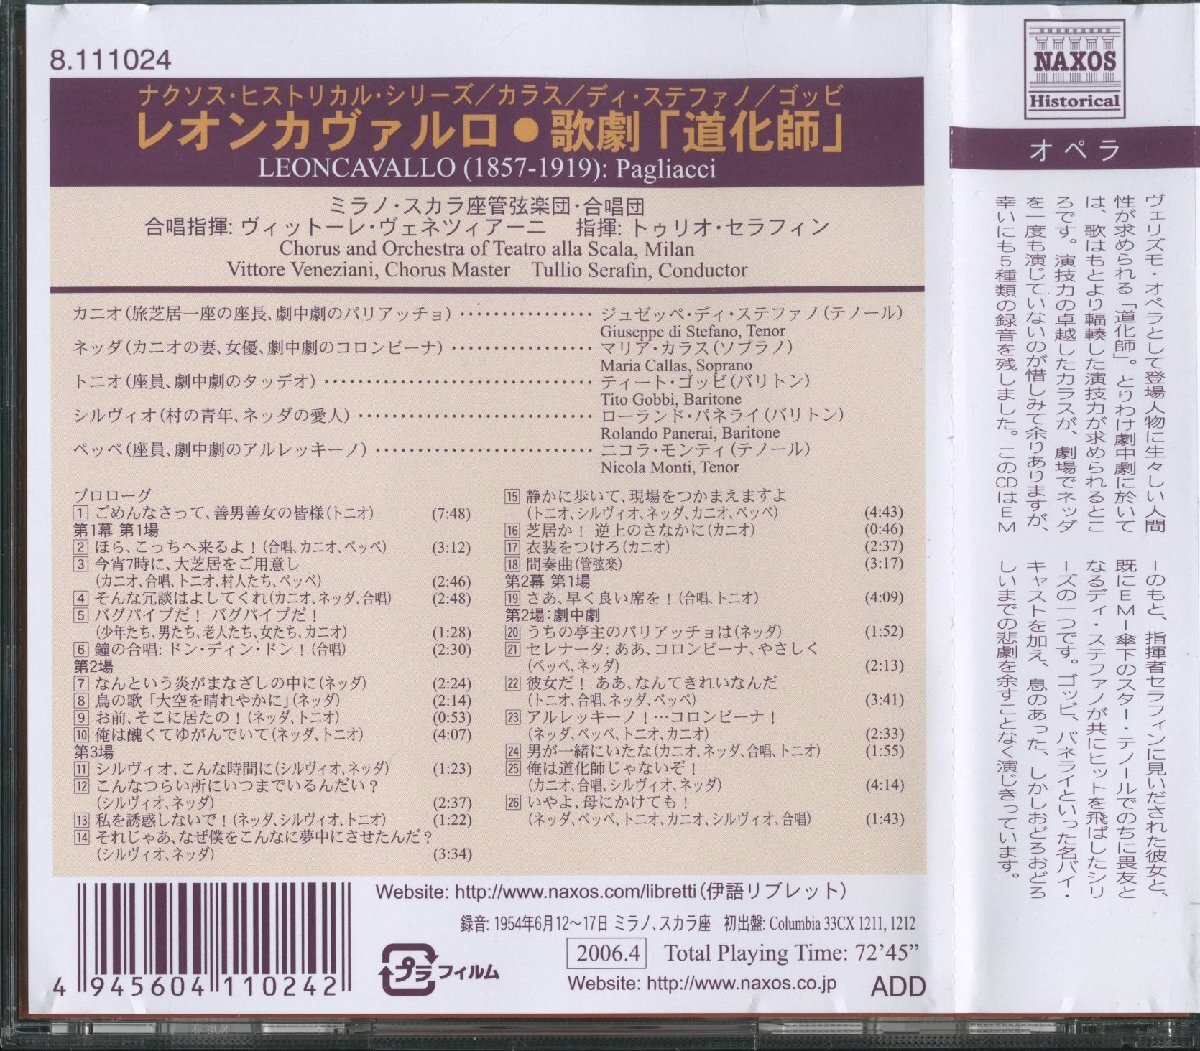 8.111024
ナクソス・ヒストリカル・シリーズ/カラス/ディ・ステファノ/ゴッビ
レオンカヴァルロ●歌劇「道化師」
LEONCAVALLO (1857-1919): Pagliacci
ミラノ・スカラ座管弦楽団・合唱団
合唱指揮: ヴィットーレ・ヴェネツィアーニ 指揮: トゥリオ・セラフィン
Chorus and Orchestra of Teatro alla Scala, Milan
Vittore Veneziani, Chorus Master Tullio Serafin, Conductor
カニオ(旅芝居一座の座長、劇中劇のパリアッチョ) ················ ジュゼッペ・ディ・ステファノ(テノール)
Giuseppe di Stefano, Tenor
ネッダ(カニオの妻、女優、劇中劇のコロンビーナ) ················· マリア・カラス(ソプラノ)
Maria Callas, Soprano
トニオ(座員、劇中劇のタッデオ) ································ ティート・ゴッビ(バリトン)
Tito Gobbi, Baritone
シルヴィオ(村の青年、ネッダの愛人) ····························· ローランド・パネライ(バリトン)
Rolando Panerai, Baritone
ペッペ(座員、劇中劇のアルレッキーノ) ·························· ニコラ・モンティ(テノール)
Nicola Monti, Tenor
プロローグ
1 ごめんなさって、善男善女の皆様(トニオ) (7:48)
第1幕 第1場
2 ほら、こっちへ来るよ!(合唱、カニオ、ペッペ) (3:12)
3 今宵7時に、大芝居をご用意し
(カニオ、合唱、トニオ、村人たち、ペッペ) (2:46)
4 そんな冗談はよしてくれ(カニオ、ネッダ、合唱) (2:48)
5 バグパイプだ! バグパイプだ!
(少年たち、男たち、老人たち、女たち、カニオ) (1:28)
6 鐘の合唱: ドン・ディン・ドン!(合唱) (2:30)
第2場
7 なんという炎がまなざしの中に(ネッダ) (2:24)
8 鳥の歌「大空を晴れやかに」(ネッダ) (2:14)
9 お前、そこに居たの!(ネッダ、トニオ) (0:53)
10 俺は醜くてゆがんでいて(ネッダ、トニオ) (4:07)
第3場
11 シルヴィオ、こんな時間に(シルヴィオ、ネッダ) (1:23)
12 こんなつらい所にいつまでいるんだい?
(シルヴィオ、ネッダ) (2:37)
13 私を誘惑しないで!(ネッダ、シルヴィオ、トニオ) (1:22)
14 それじゃあ、なぜ僕をこんなに夢中にさせたんだ?
(シルヴィオ、ネッダ) (3:34)
15 静かに歩いて、現場をつかまえますよ
(トニオ、シルヴィオ、ネッダ、カニオ、ペッペ) (4:43)
16 芝居か! 逆上のさなかに(カニオ) (0:46)
17 衣装をつけろ(カニオ) (2:37)
18 間奏曲(管弦楽) (3:17)
第2幕 第1場
19 さあ、早く良い席を!(合唱、トニオ) (4:09)
第2場:劇中劇
20 うちの亭主のパリアッチョは(ネッダ) (1:52)
21 セレナータ: ああ、コロンビーナ、やさしく
(ペッペ、ネッダ) (2:13)
22 彼女だ! ああ、なんてきれいなんだ
(トニオ、合唱、ネッダ、ペッペ) (3:41)
23 アルレッキーノ!…コロンビーナ!
(ネッダ、ペッペ、トニオ、カニオ) (2:33)
24 男が一緒にいたな(カニオ、ネッダ、合唱、トニオ) (1:55)
25 俺は道化師じゃないぞ!
(カニオ、合唱、シルヴィオ、ネッダ) (4:14)
26 いやよ、母にかけても!
(ネッダ、ペッペ、トニオ、カニオ、シルヴィオ、合唱) (1:43)
Website: http://www.naxos.com/libretti(伊語リブレット)
録音: 1954年6月12〜17日 ミラノ、スカラ座 初出盤: Columbia 33CX 1211, 1212
2006.4 Total Playing Time: 72'45"
Website: http://www.naxos.co.jp ADD
プラ フィルム
4 945604 110242
NAXOS
Historical
オペラ
ヴェリズモ・オペラとして登場人物に生々しい人間
性が求められる「道化師」。とりわけ劇中劇に於いて
は、歌はもとより輻輳した演技力が求められるとこ
ろです。演技力の卓越したカラスが、劇場でネッダ
を一度も演じていないのが惜しみて余りありますが、
幸いにも5種類の録音を残しました。このCDはEM
Iのもと、指揮者セラフィンに見いだされた彼女と、
既にEMI傘下のスター・テノールでのちに畏友と
なるディ・ステファノが共にヒットを飛ばしたシリ
ーズの一つです。ゴッビ、パネライといった名バイ・
キャストを加え、息のあった、しかしおどろおどろ
しいまでの悲劇を余すことなく演じきっています。